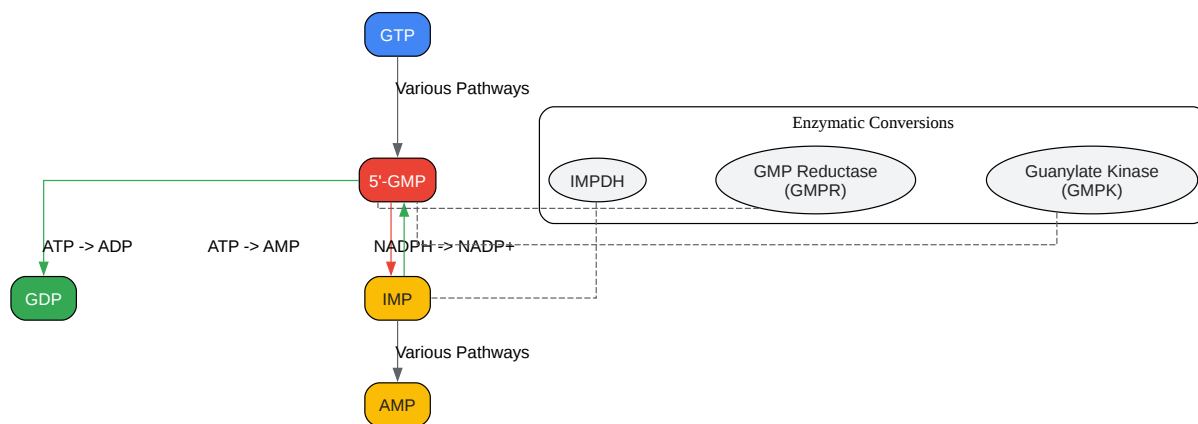 GTP
Various Pathways
Enzymatic Conversions
5'-GMP
IMPDH
GMP Reductase
(GMPR)
Guanylate Kinase
(GMPK)
ATP -> ADP
ATP -> AMP
NADPH -> NADP+
GDP
IMP
Various Pathways
AMP